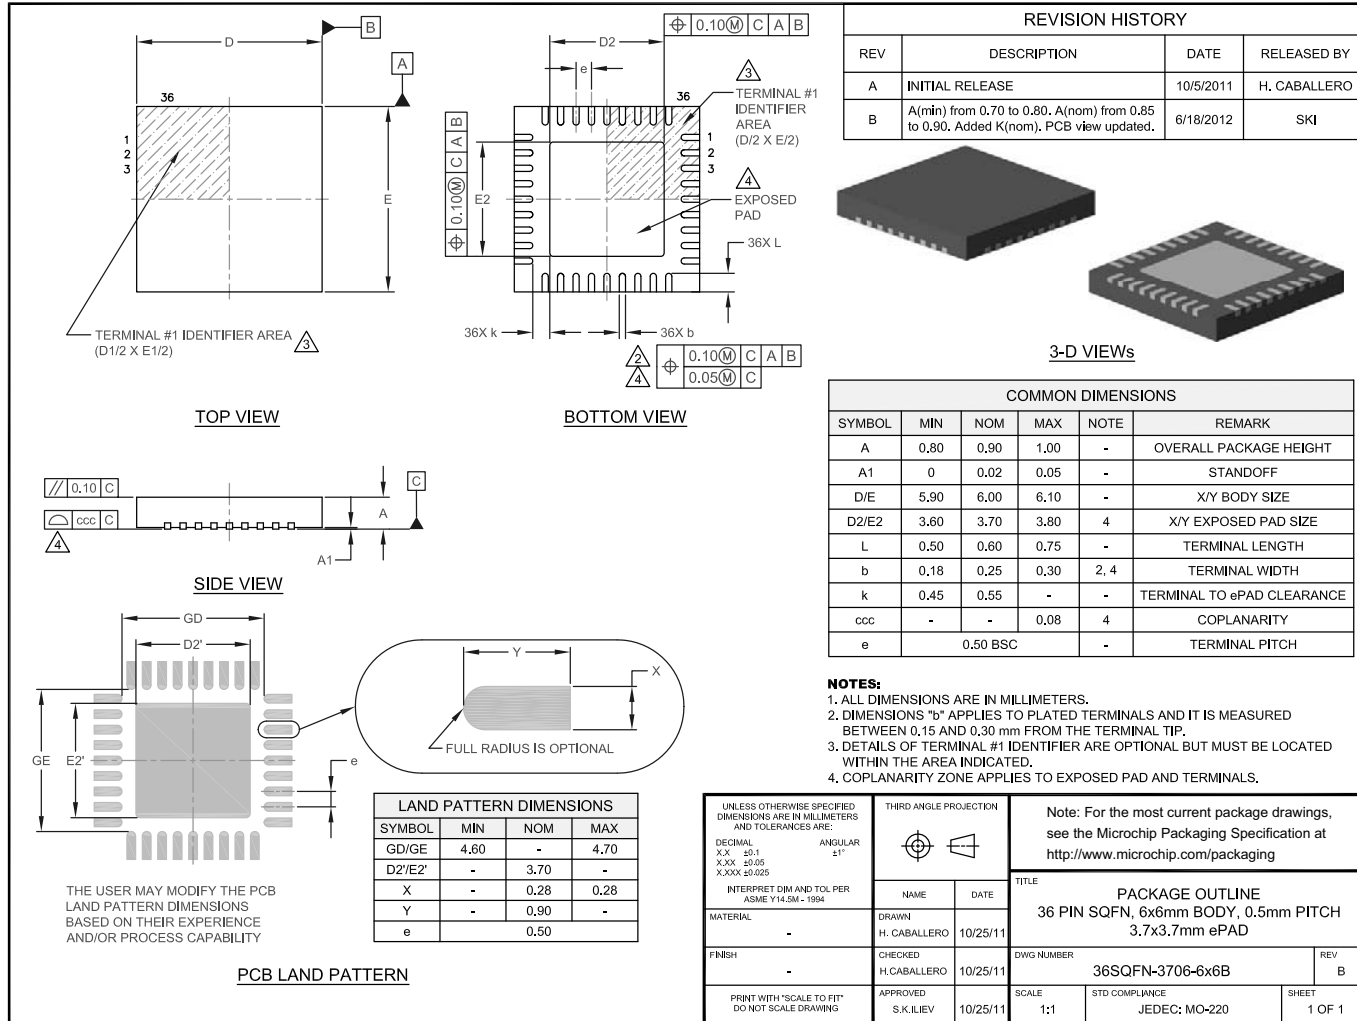 D
B
A
36
1
2
3
E
TERMINAL #1 IDENTIFIER AREA
(D1/2 X E1/2)
3
TOP VIEW
⌖ 0.10 Ⓜ C A B
D2
e
36
3
TERMINAL #1
IDENTIFIER
AREA
(D/2 X E/2)
1
2
3
⌖ 0.10 Ⓜ C A B
E2
4
EXPOSED
PAD
36X L
36X k
36X b
2
4
⌖ 0.10 Ⓜ C A B
0.05 Ⓜ C
BOTTOM VIEW
REVISION HISTORY
REV DESCRIPTION DATE RELEASED BY
A INITIAL RELEASE 10/5/2011 H. CABALLERO
B A(min) from 0.70 to 0.80. A(nom) from 0.85
to 0.90. Added K(nom). PCB view updated. 6/18/2012 SKI
3-D VIEWs
// 0.10 C
⌓ ccc C
4
A
C
A1
SIDE VIEW
COMMON DIMENSIONS
SYMBOL MIN NOM MAX NOTE REMARK
A 0.80 0.90 1.00 - OVERALL PACKAGE HEIGHT
A1 0 0.02 0.05 - STANDOFF
D/E 5.90 6.00 6.10 - X/Y BODY SIZE
D2/E2 3.60 3.70 3.80 4 X/Y EXPOSED PAD SIZE
L 0.50 0.60 0.75 - TERMINAL LENGTH
b 0.18 0.25 0.30 2, 4 TERMINAL WIDTH
k 0.45 0.55 - - TERMINAL TO ePAD CLEARANCE
ccc - - 0.08 4 COPLANARITY
e 0.50 BSC - TERMINAL PITCH
NOTES:
1. ALL DIMENSIONS ARE IN MILLIMETERS.
2. DIMENSIONS "b" APPLIES TO PLATED TERMINALS AND IT IS MEASURED
BETWEEN 0.15 AND 0.30 mm FROM THE TERMINAL TIP.
3. DETAILS OF TERMINAL #1 IDENTIFIER ARE OPTIONAL BUT MUST BE LOCATED
WITHIN THE AREA INDICATED.
4. COPLANARITY ZONE APPLIES TO EXPOSED PAD AND TERMINALS.
GD
D2'
GE
E2'
e
Y
X
FULL RADIUS IS OPTIONAL
LAND PATTERN DIMENSIONS
SYMBOL MIN NOM MAX
GD/GE 4.60 - 4.70
D2'/E2' - 3.70 -
X - 0.28 0.28
Y - 0.90 -
e 0.50
THE USER MAY MODIFY THE PCB
LAND PATTERN DIMENSIONS
BASED ON THEIR EXPERIENCE
AND/OR PROCESS CAPABILITY
PCB LAND PATTERN
UNLESS OTHERWISE SPECIFIED
DIMENSIONS ARE IN MILLIMETERS
AND TOLERANCES ARE:
DECIMAL ANGULAR
X.X ±0.1 ±1°
X.XX ±0.05
X.XXX ±0.025
INTERPRET DIM AND TOL PER
ASME Y14.5M - 1994
MATERIAL
-
FINISH
-
PRINT WITH "SCALE TO FIT"
DO NOT SCALE DRAWING
THIRD ANGLE PROJECTION
NAME DATE
DRAWN
H. CABALLERO 10/25/11
CHECKED
H.CABALLERO 10/25/11
APPROVED
S.K.ILIEV 10/25/11
Note: For the most current package drawings,
see the Microchip Packaging Specification at
http://www.microchip.com/packaging
TITLE
PACKAGE OUTLINE
36 PIN SQFN, 6x6mm BODY, 0.5mm PITCH
3.7x3.7mm ePAD
DWG NUMBER
36SQFN-3706-6x6B
REV
B
SCALE
1:1
STD COMPLIANCE
JEDEC: MO-220
SHEET
1 OF 1